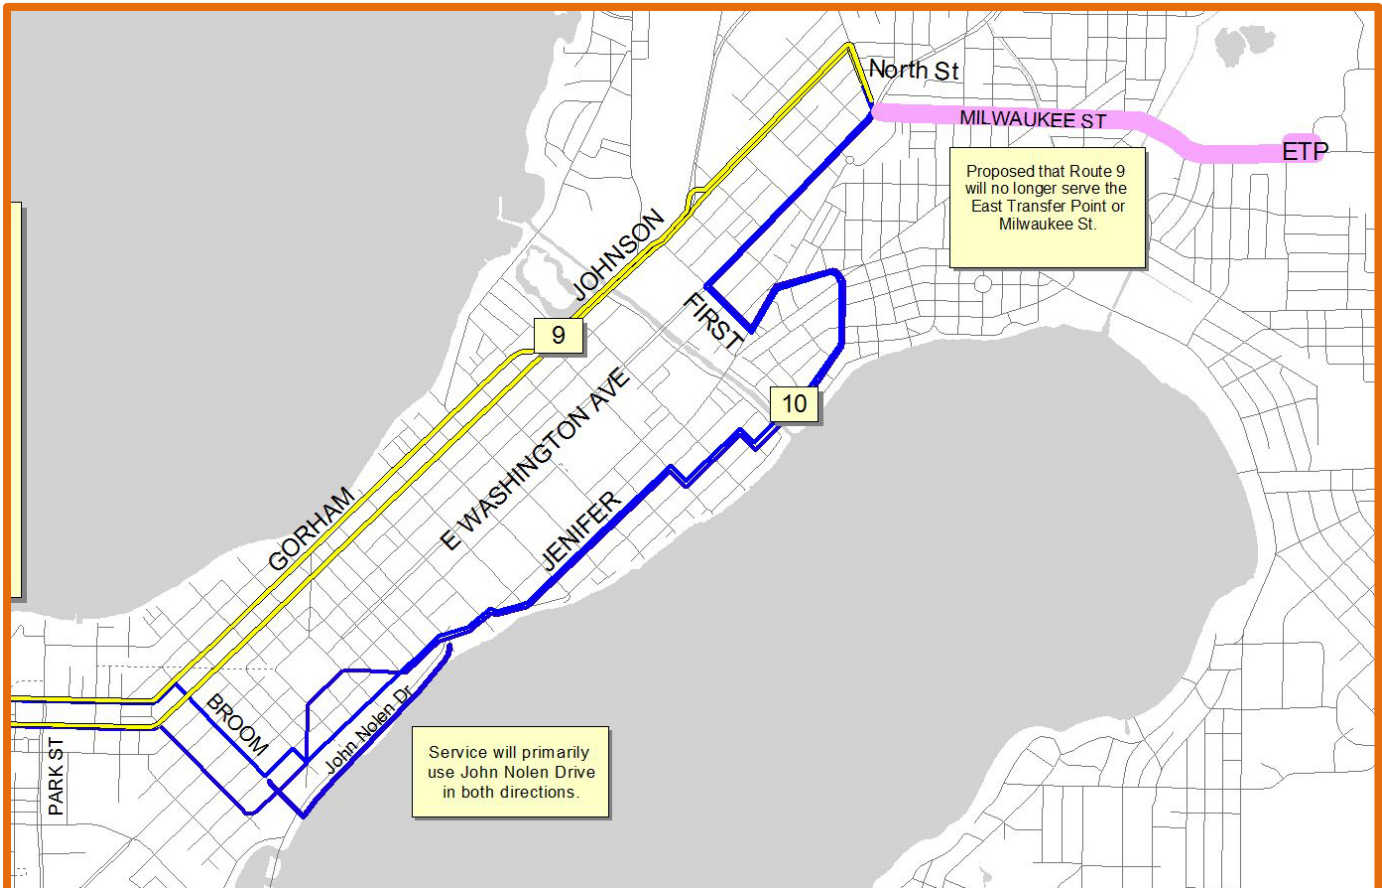 North St
MILWAUKEE ST
ETP
Proposed that Route 9
will no longer serve the
East Transfer Point or
Milwaukee St.
JOHNSON
9
FIRST
10
E WASHINGTON AVE
GORHAM
JENIFER
BROOM
John Nolen Dr
PARK ST
Service will primarily
use John Nolen Drive
in both directions.